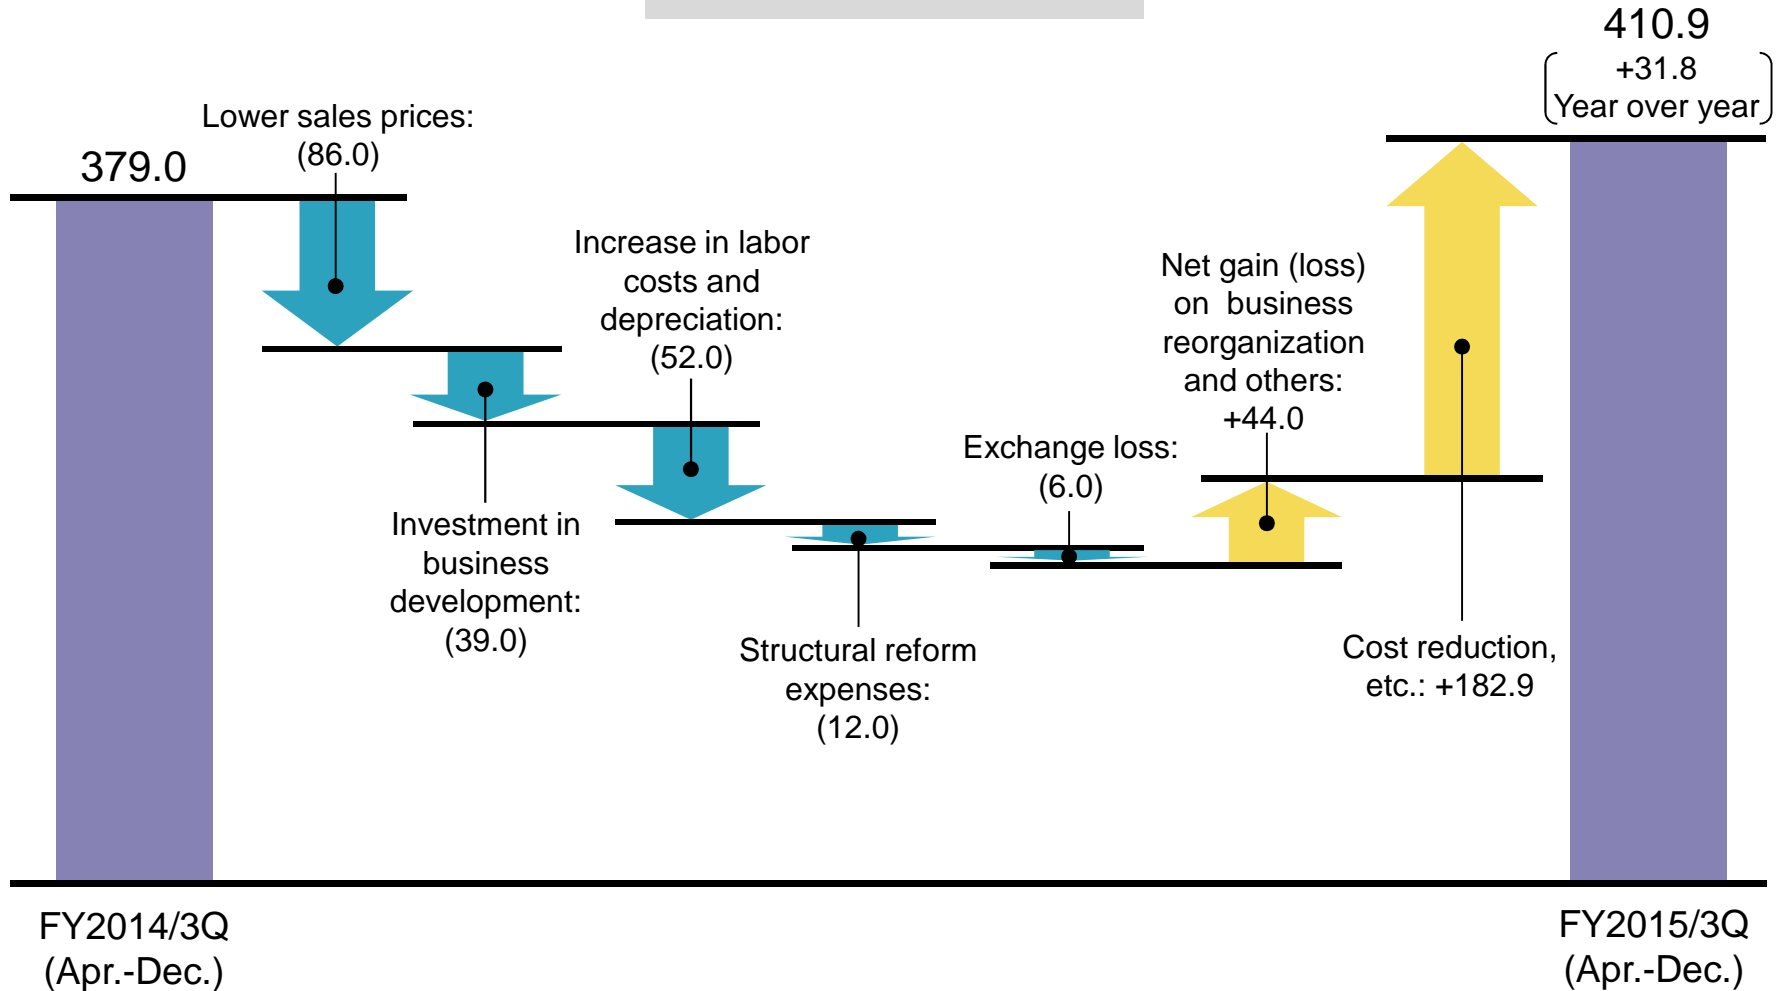 379.0
Lower sales prices:
(86.0)
Investment in
business
development:
(39.0)
Increase in labor
costs and
depreciation:
(52.0)
Structural reform
expenses:
(12.0)
Exchange loss:
(6.0)
Net gain (loss)
on business
reorganization
and others:
+44.0
Cost reduction,
etc.: +182.9
410.9
+31.8
Year over year
FY2014/3Q
(Apr.-Dec.)
FY2015/3Q
(Apr.-Dec.)